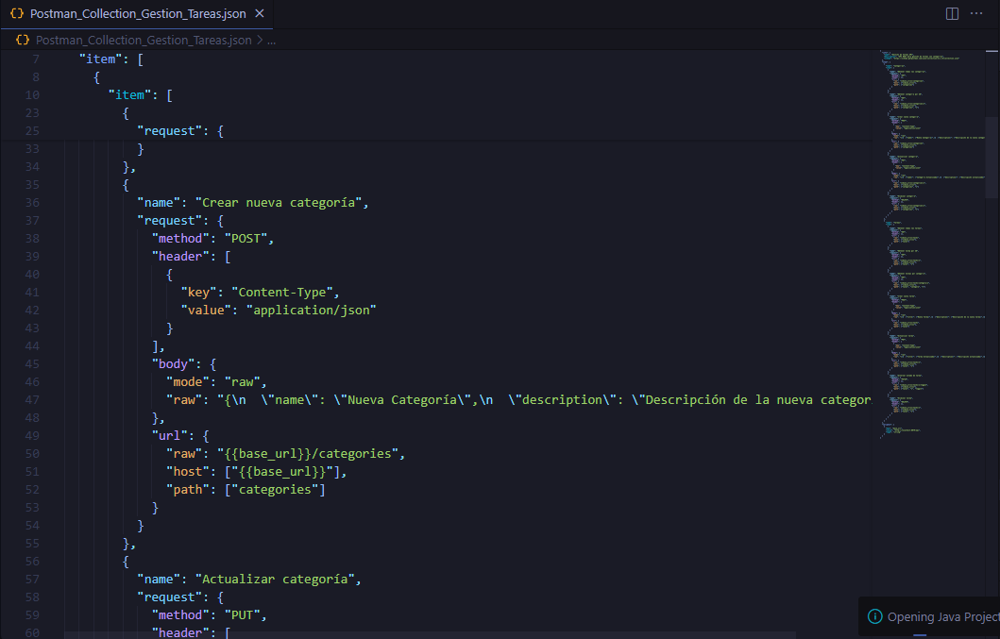 {} Postman_Collection_Gestion_Tareas.json ×
{} Postman_Collection_Gestion_Tareas.json > ...
7 "item": [
8 {
10 "item": [
23 {
25 "request": {
33 }
34 },
35 {
36 "name": "Crear nueva categoría",
37 "request": {
38 "method": "POST",
39 "header": [
40 {
41 "key": "Content-Type",
42 "value": "application/json"
43 }
44 ],
45 "body": {
46 "mode": "raw",
47 "raw": "{\n  \"name\": \"Nueva Categoría\",\n  \"description\": \"Descripción de la nueva categor
48 },
49 "url": {
50 "raw": "{{base_url}}/categories",
51 "host": ["{{base_url}}"],
52 "path": ["categories"]
53 }
54 }
55 },
56 {
57 "name": "Actualizar categoría",
58 "request": {
59 "method": "PUT",
60 "header": [
Opening Java Project